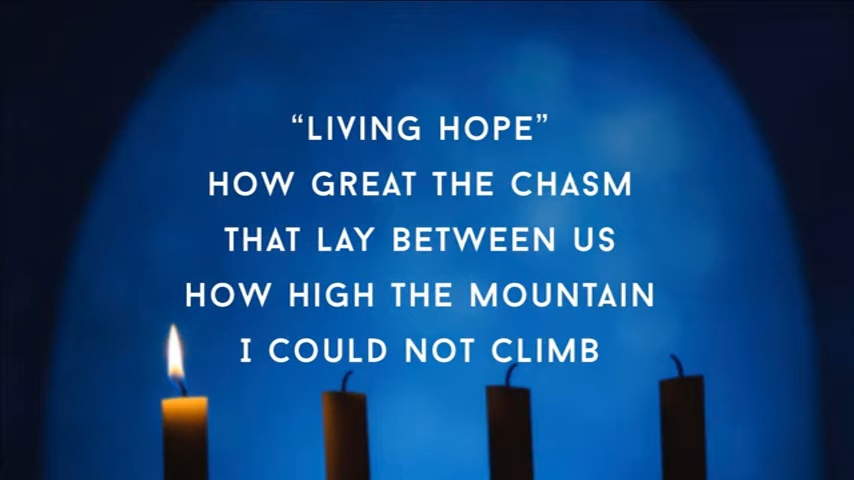 “LIVING HOPE”
HOW GREAT THE CHASM
THAT LAY BETWEEN US
HOW HIGH THE MOUNTAIN
I COULD NOT CLIMB